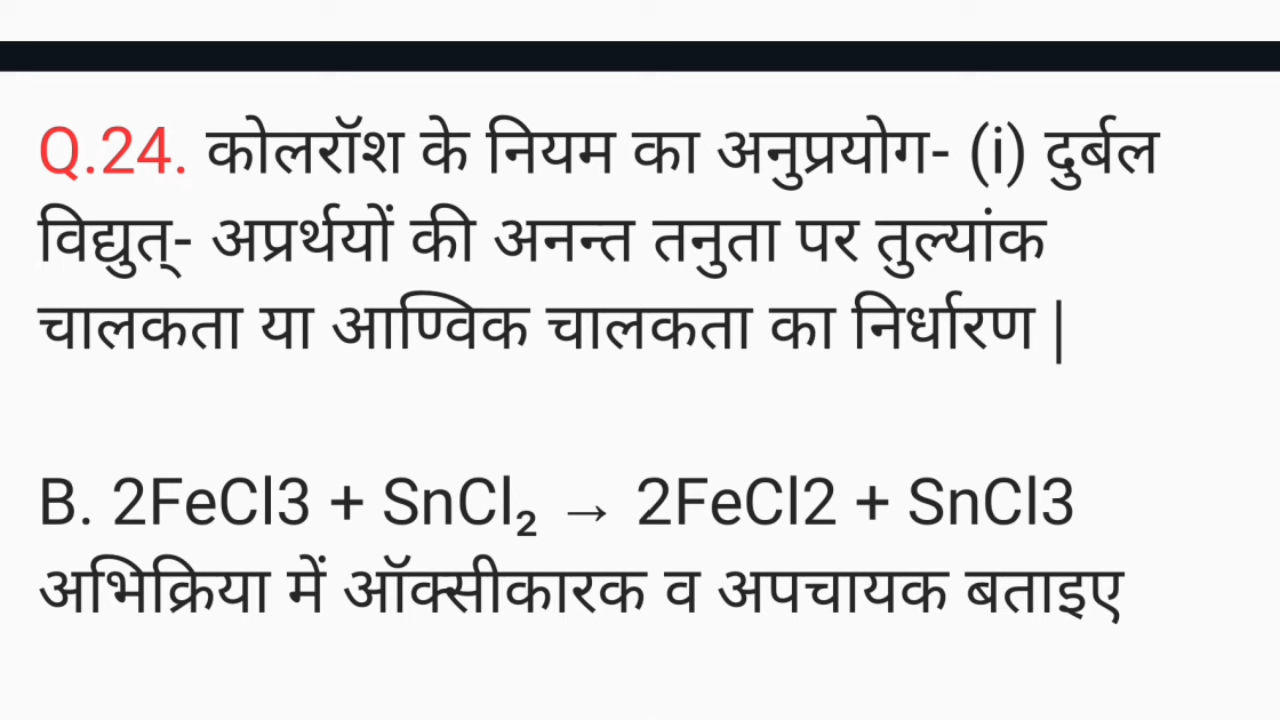 Q.24. कोलरॉश के नियम का अनुप्रयोग- (i) दुर्बल
विद्युत्- अप्रर्थयों की अनन्त तनुता पर तुल्यांक
चालकता या आण्विक चालकता का निर्धारण |
B. 2FeCl3 + SnCl₂ → 2FeCl2 + SnCl3
अभिक्रिया में ऑक्सीकारक व अपचायक बताइए